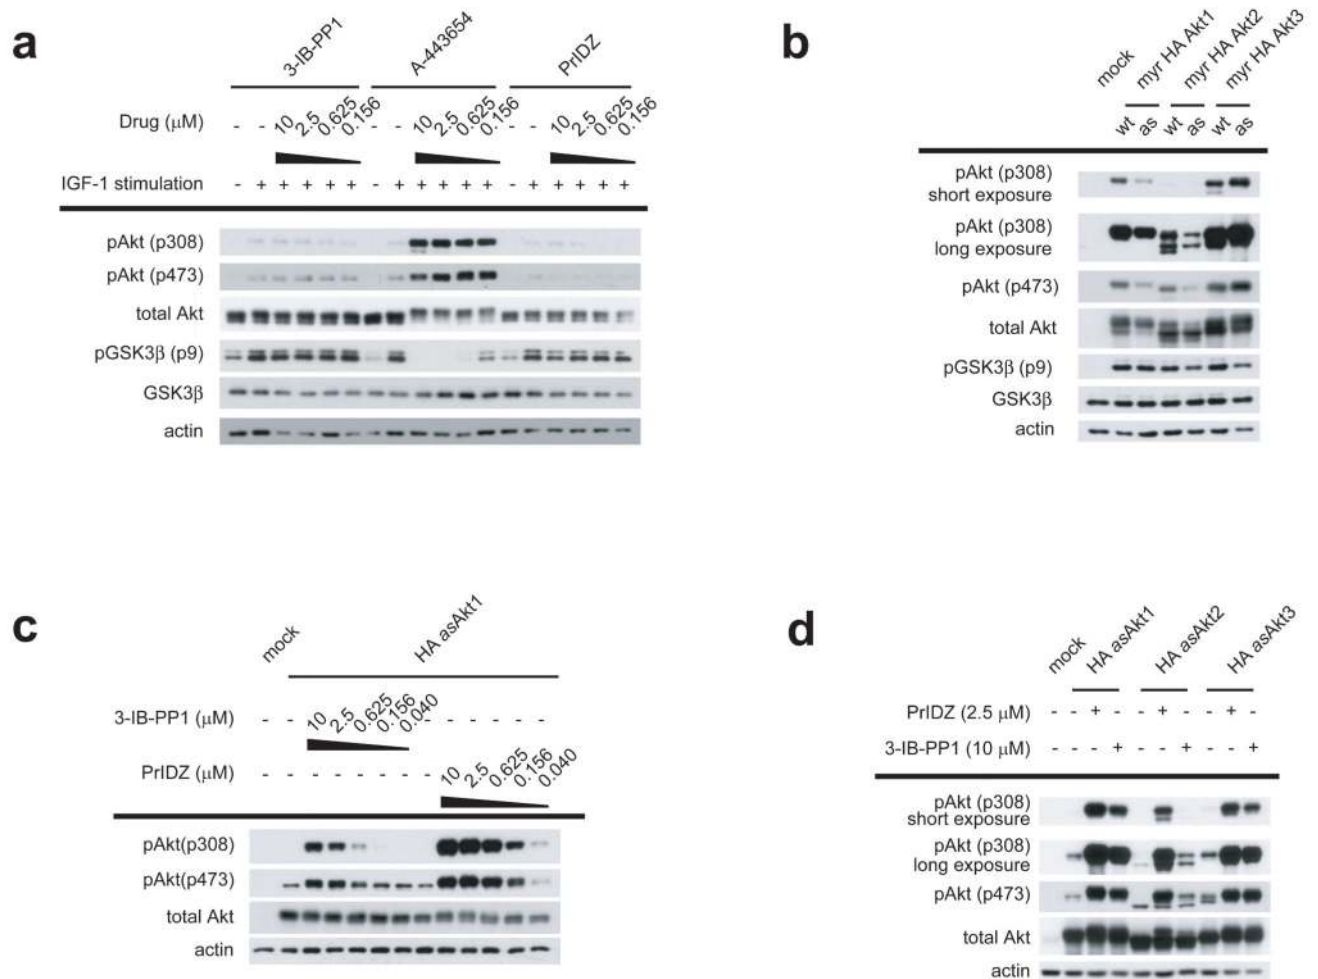 a
3-IB-PP1 A-443654 PrIDZ
Drug (μM) - - 10 2.5 0.625 0.156 - - 10 2.5 0.625 0.156 - - 10 2.5 0.625 0.156
IGF-1 stimulation - + + + + + - + + + + + - + + + + +
pAkt (p308)
pAkt (p473)
total Akt
pGSK3β (p9)
GSK3β
actin
b
mock myr HA Akt1 myr HA Akt2 myr HA Akt3
wt as wt as wt as
pAkt (p308)
short exposure
pAkt (p308)
long exposure
pAkt (p473)
total Akt
pGSK3β (p9)
GSK3β
actin
c
mock HA asAkt1
3-IB-PP1 (μM) - - 10 2.5 0.625 0.156 0.040 - - - - - -
PrIDZ (μM) - - - - - - - - 10 2.5 0.625 0.156 0.040
pAkt(p308)
pAkt(p473)
total Akt
actin
d
mock HA asAkt1 HA asAkt2 HA asAkt3
PrIDZ (2.5 μM) - - + - - + - - + -
3-IB-PP1 (10 μM) - - - + - - + - - +
pAkt (p308)
short exposure
pAkt (p308)
long exposure
pAkt (p473)
total Akt
actin